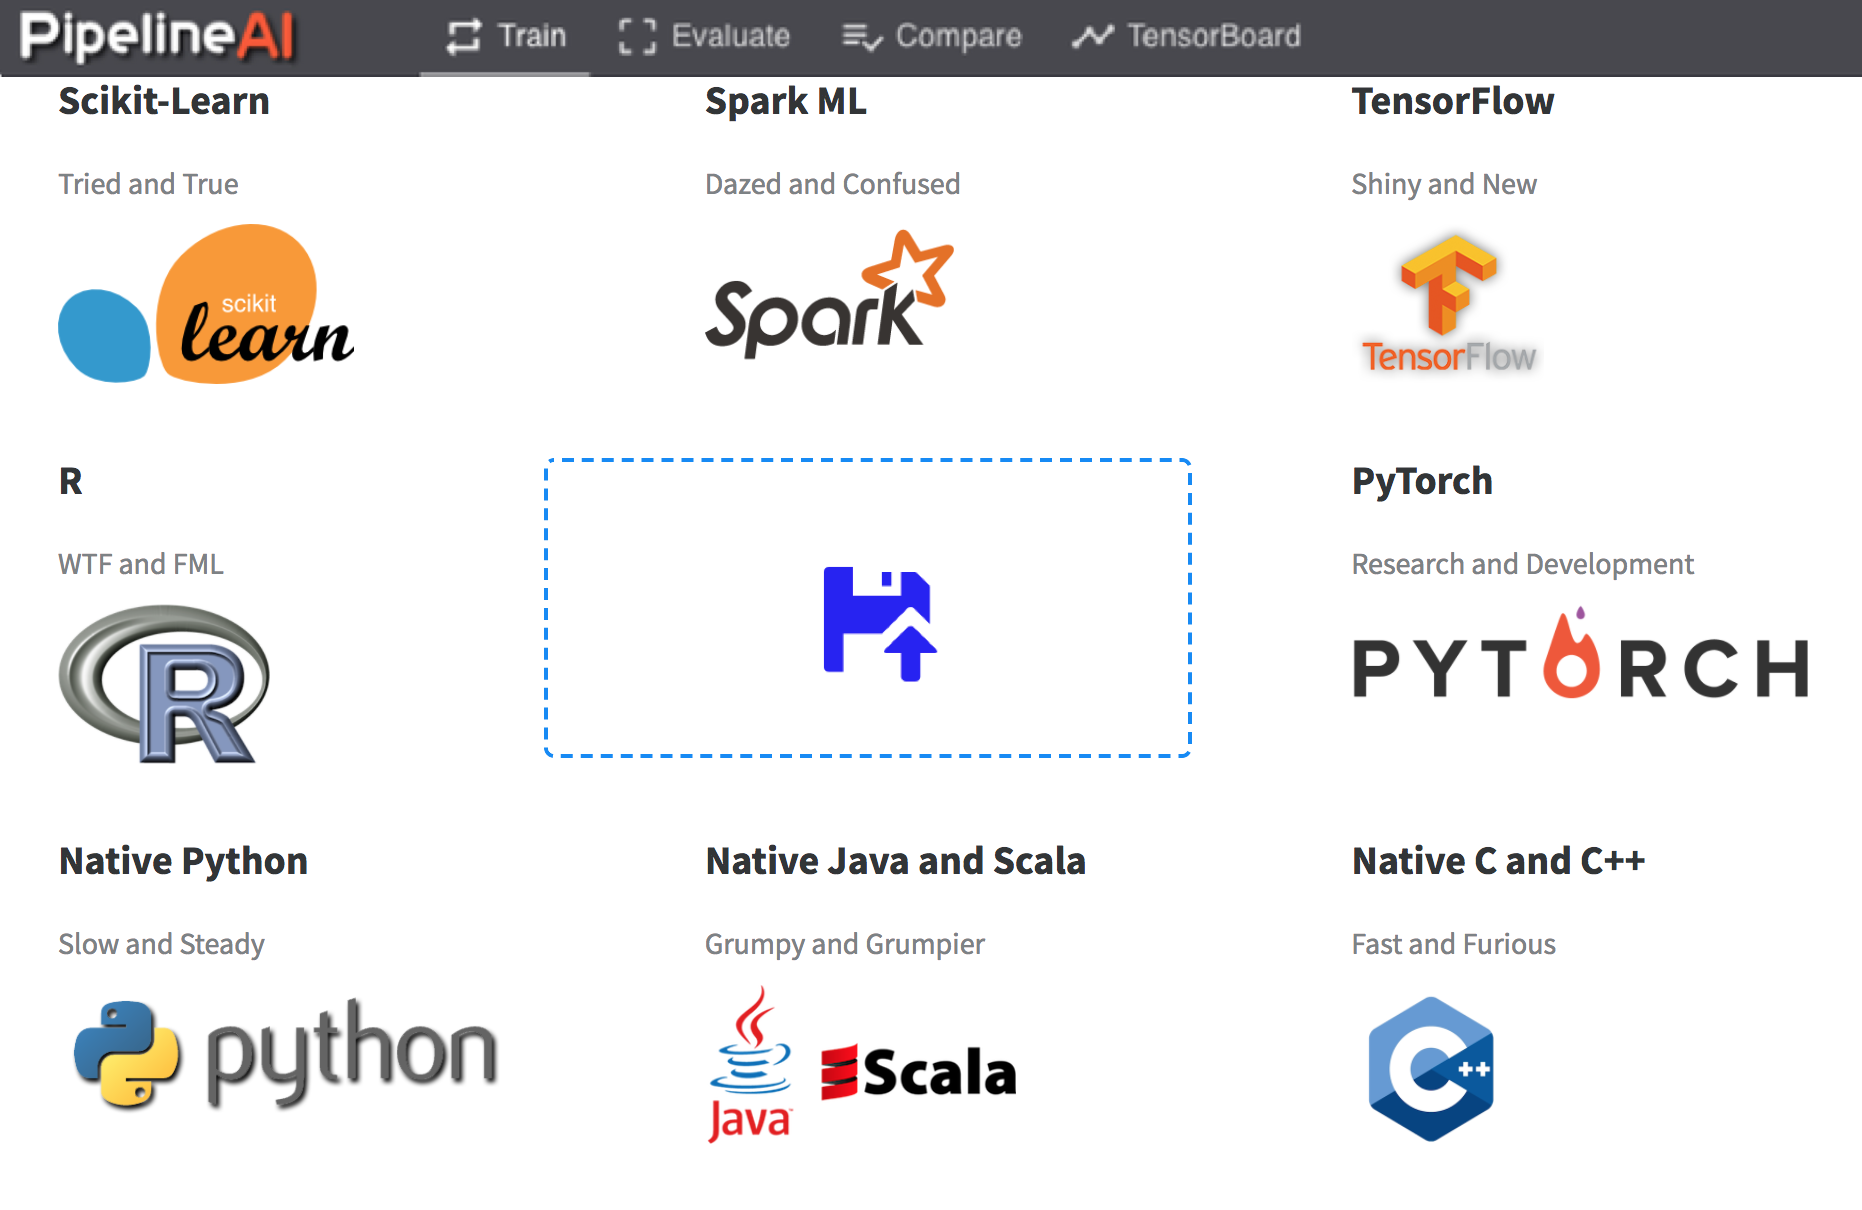 PipelineAI Train Evaluate Compare TensorBoard
Scikit-Learn Spark ML TensorFlow
Tried and True Dazed and Confused Shiny and New
scikit
learn
Spark
TensorFlow
R PyTorch
WTF and FML Research and Development
R
PYTORCH
Native Python Native Java and Scala Native C and C++
Slow and Steady Grumpy and Grumpier Fast and Furious
python
Java
Scala
C++